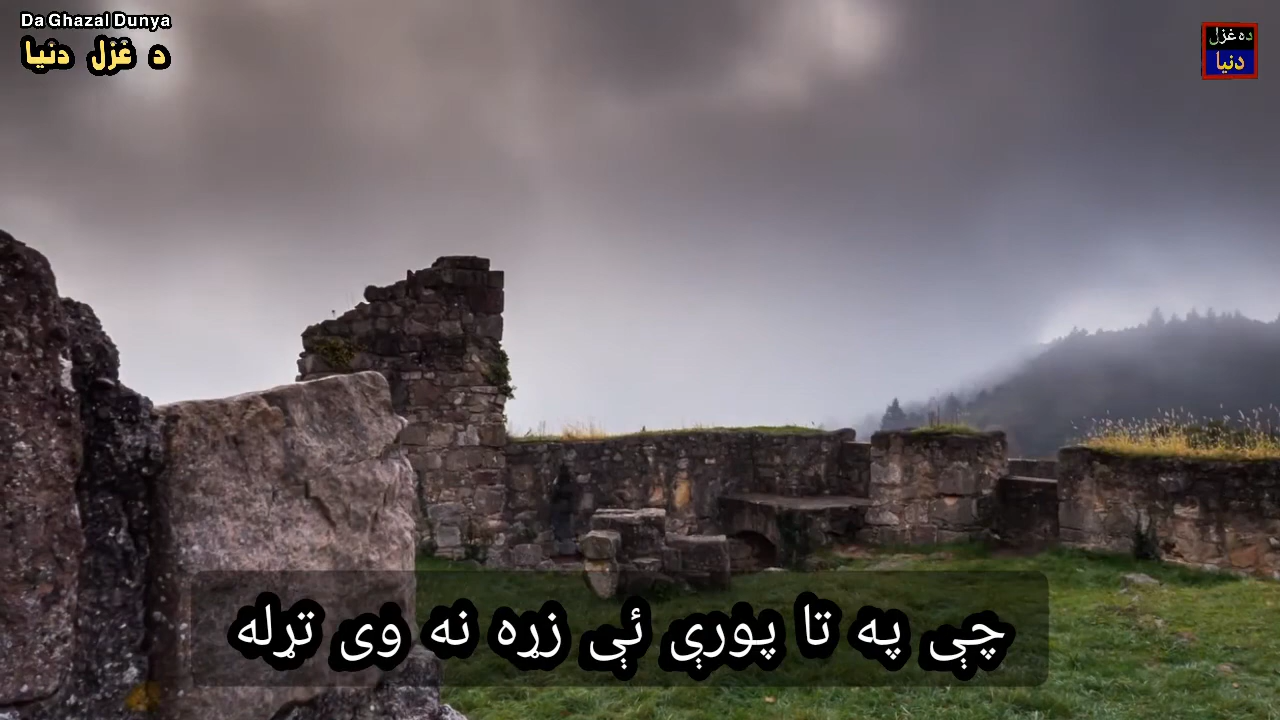 Da Ghazal Dunya
د غزل دنیا
ده غزل
دنیا
چې په تا پورې ئې زړه نه وی تړله